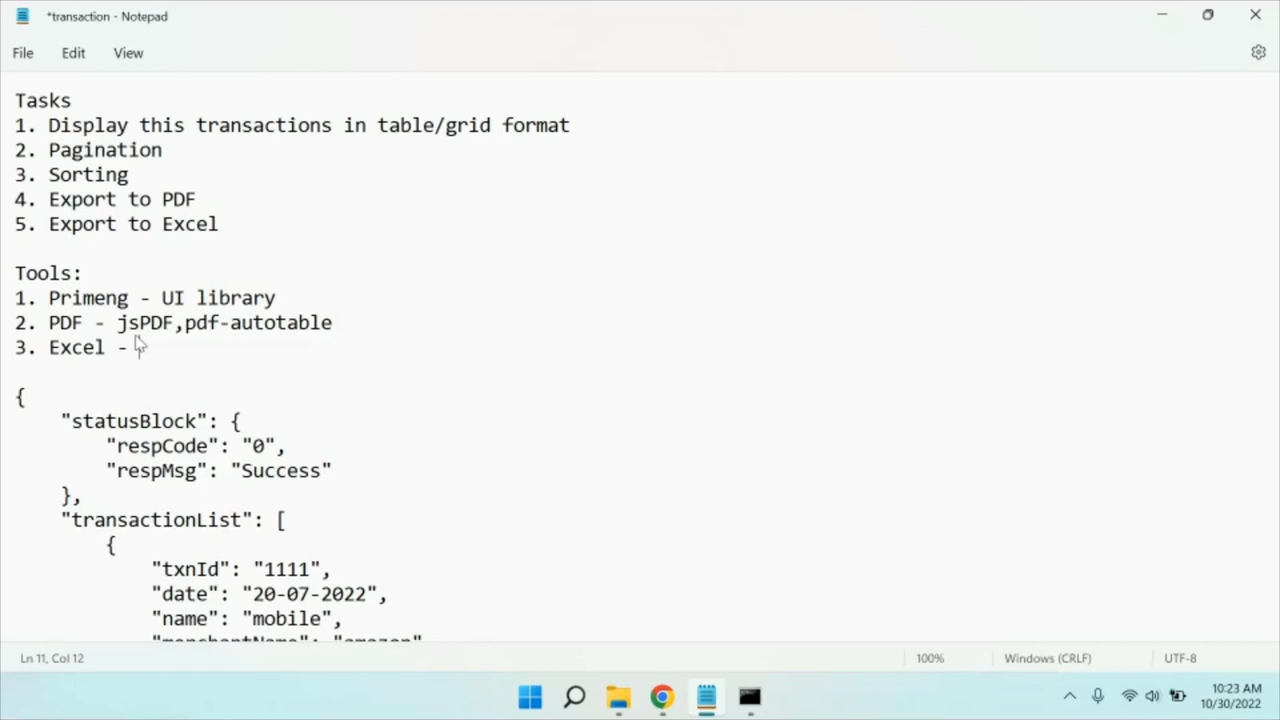 *transaction - Notepad
File Edit View
Tasks
1. Display this transactions in table/grid format
2. Pagination
3. Sorting
4. Export to PDF
5. Export to Excel
Tools:
1. Primeng - UI library
2. PDF - jsPDF,pdf-autotable
3. Excel -
{
"statusBlock": {
"respCode": "0",
"respMsg": "Success"
},
"transactionList": [
{
"txnId": "1111",
"date": "20-07-2022",
"name": "mobile",
"merchantName": "amazon"
Ln 11, Col 12 100% Windows (CRLF) UTF-8
10:23 AM
10/30/2022